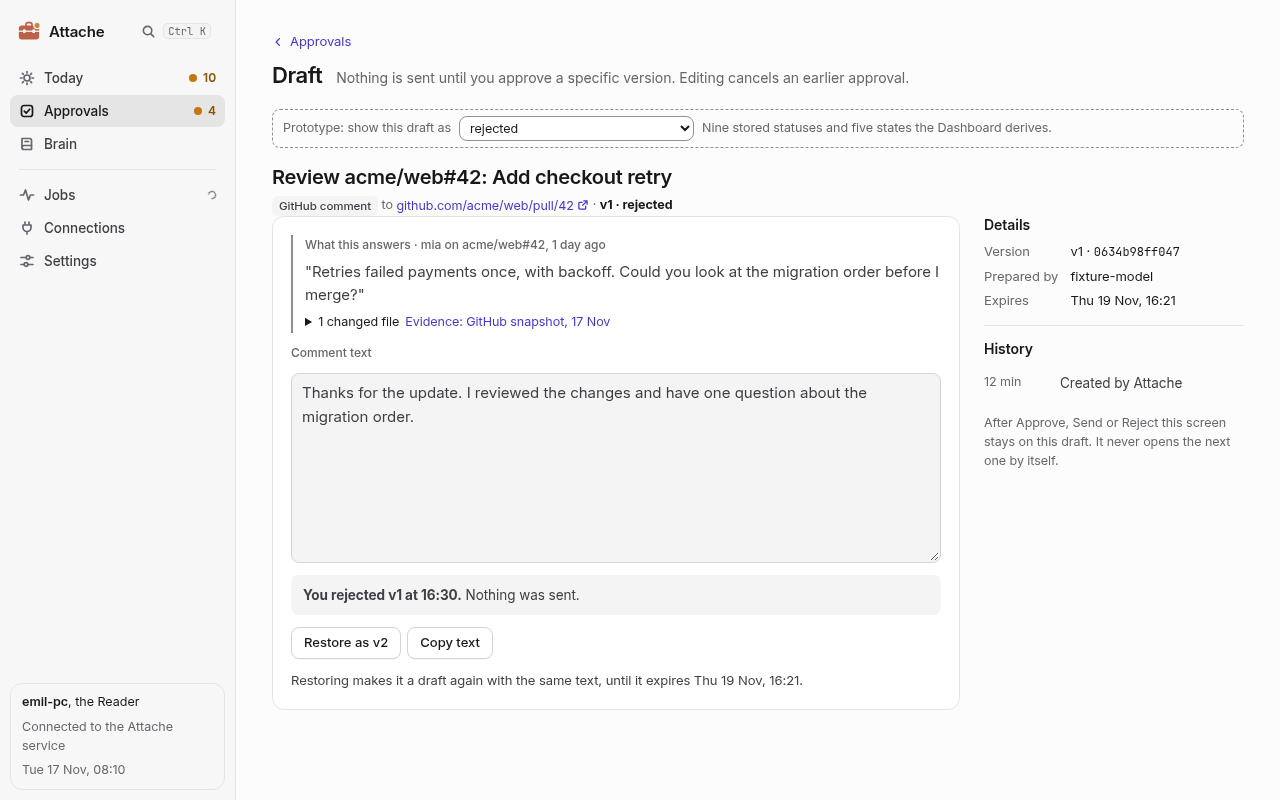 Attache
Ctrl K
Today
10
Approvals
4
Brain
Jobs
Connections
Settings
emil-pc, the Reader
Connected to the Attache
service
Tue 17 Nov, 08:10
Approvals
Draft
Nothing is sent until you approve a specific version. Editing cancels an earlier approval.
Prototype: show this draft as
rejected
Nine stored statuses and five states the Dashboard derives.
Review acme/web#42: Add checkout retry
GitHub comment to github.com/acme/web/pull/42 · v1 · rejected
What this answers · mia on acme/web#42, 1 day ago
"Retries failed payments once, with backoff. Could you look at the migration order before I
merge?"
1 changed file Evidence: GitHub snapshot, 17 Nov
Comment text
Thanks for the update. I reviewed the changes and have one question about the
migration order.
You rejected v1 at 16:30. Nothing was sent.
Restore as v2
Copy text
Restoring makes it a draft again with the same text, until it expires Thu 19 Nov, 16:21.
Details
Version v1 · 0634b98ff047
Prepared by fixture-model
Expires Thu 19 Nov, 16:21
History
12 min Created by Attache
After Approve, Send or Reject this screen
stays on this draft. It never opens the next
one by itself.